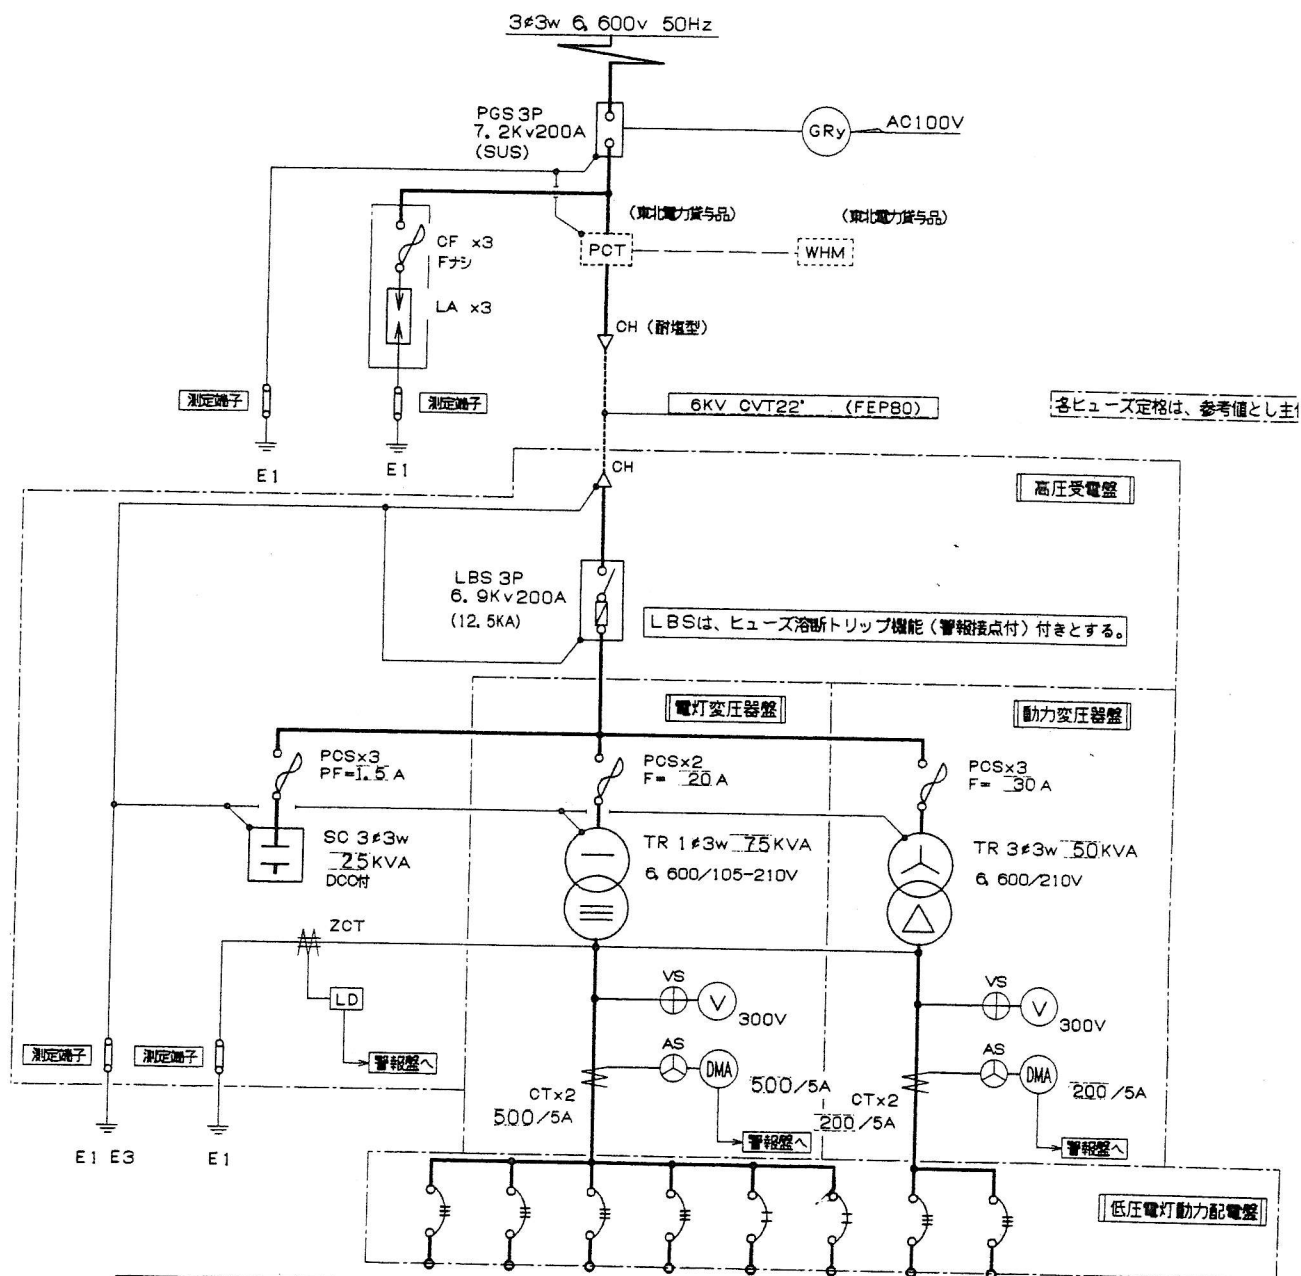 3φ3w 6,600v 50Hz
PGS 3P
7.2Kv200A
(SUS)
GRy
AC100V
(東北電力貸与品)
(東北電力貸与品)
CF x3
Fナシ
PCT
WHM
LA x3
CH (耐塩型)
測定端子
測定端子
6KV CVT22° (FEP80)
各ヒューズ定格は、参考値とし主
E1
E1
CH
高圧受電盤
LBS 3P
6.9Kv200A
(12.5KA)
LBSは、ヒューズ溶断トリップ機能(警報接点付)付きとする。
電灯変圧器盤
動力変圧器盤
PCSx3
PF=1.5 A
PCSx2
F= 20 A
PCSx3
F= 30 A
SC 3φ3w
25 KVA
DCC付
TR 1φ3w 75 KVA
6,600/105-210V
TR 3φ3w 50 KVA
6,600/210V
ZCT
LD
VS
V
300V
VS
V
300V
測定端子
測定端子
警報盤へ
AS
DMA
500/5A
AS
DMA
200/5A
CTx2
500/5A
CTx2
200/5A
警報盤へ
警報盤へ
E1 E3
E1
低圧電灯動力配電盤